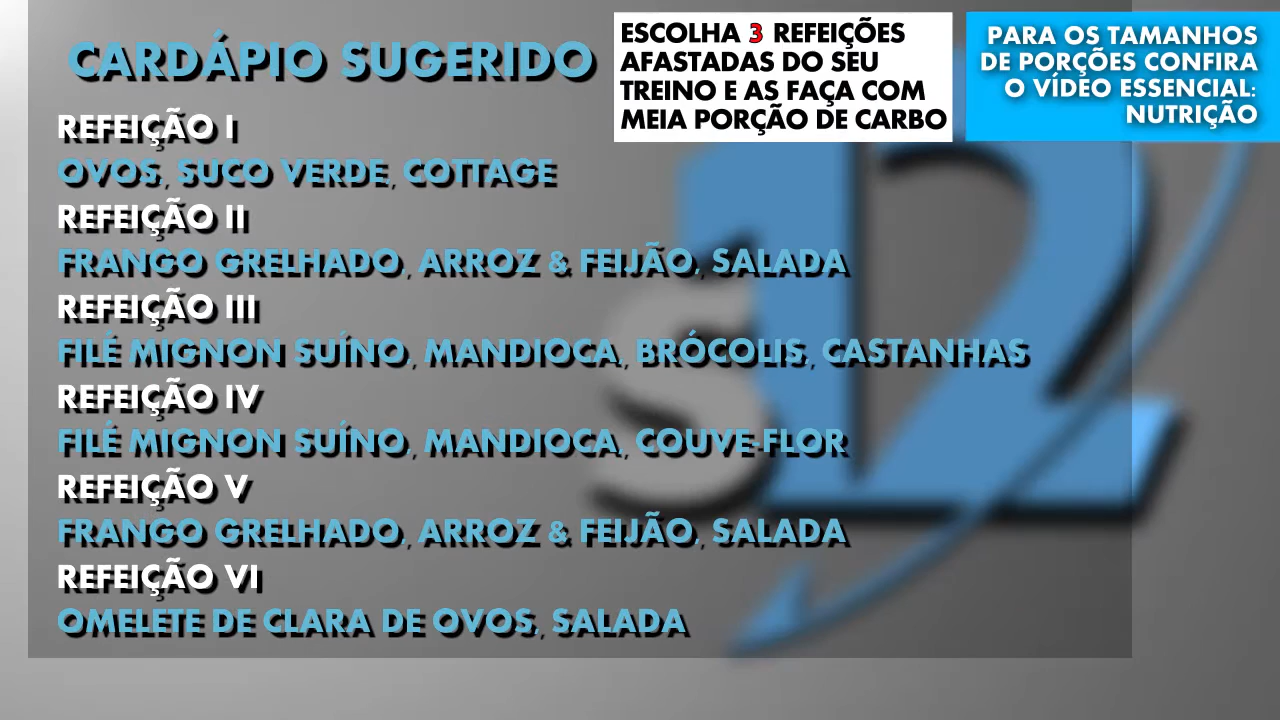 CARDÁPIO SUGERIDO
ESCOLHA 3 REFEIÇÕES
AFASTADAS DO SEU
TREINO E AS FAÇA COM
MEIA PORÇÃO DE CARBO
PARA OS TAMANHOS
DE PORÇÕES CONFIRA
O VÍDEO ESSENCIAL:
NUTRIÇÃO
REFEIÇÃO I
OVOS, SUCO VERDE, COTTAGE
REFEIÇÃO II
FRANGO GRELHADO, ARROZ & FEIJÃO, SALADA
REFEIÇÃO III
FILÉ MIGNON SUÍNO, MANDIOCA, BRÓCOLIS, CASTANHAS
REFEIÇÃO IV
FILÉ MIGNON SUÍNO, MANDIOCA, COUVE-FLOR
REFEIÇÃO V
FRANGO GRELHADO, ARROZ & FEIJÃO, SALADA
REFEIÇÃO VI
OMELETE DE CLARA DE OVOS, SALADA
S12